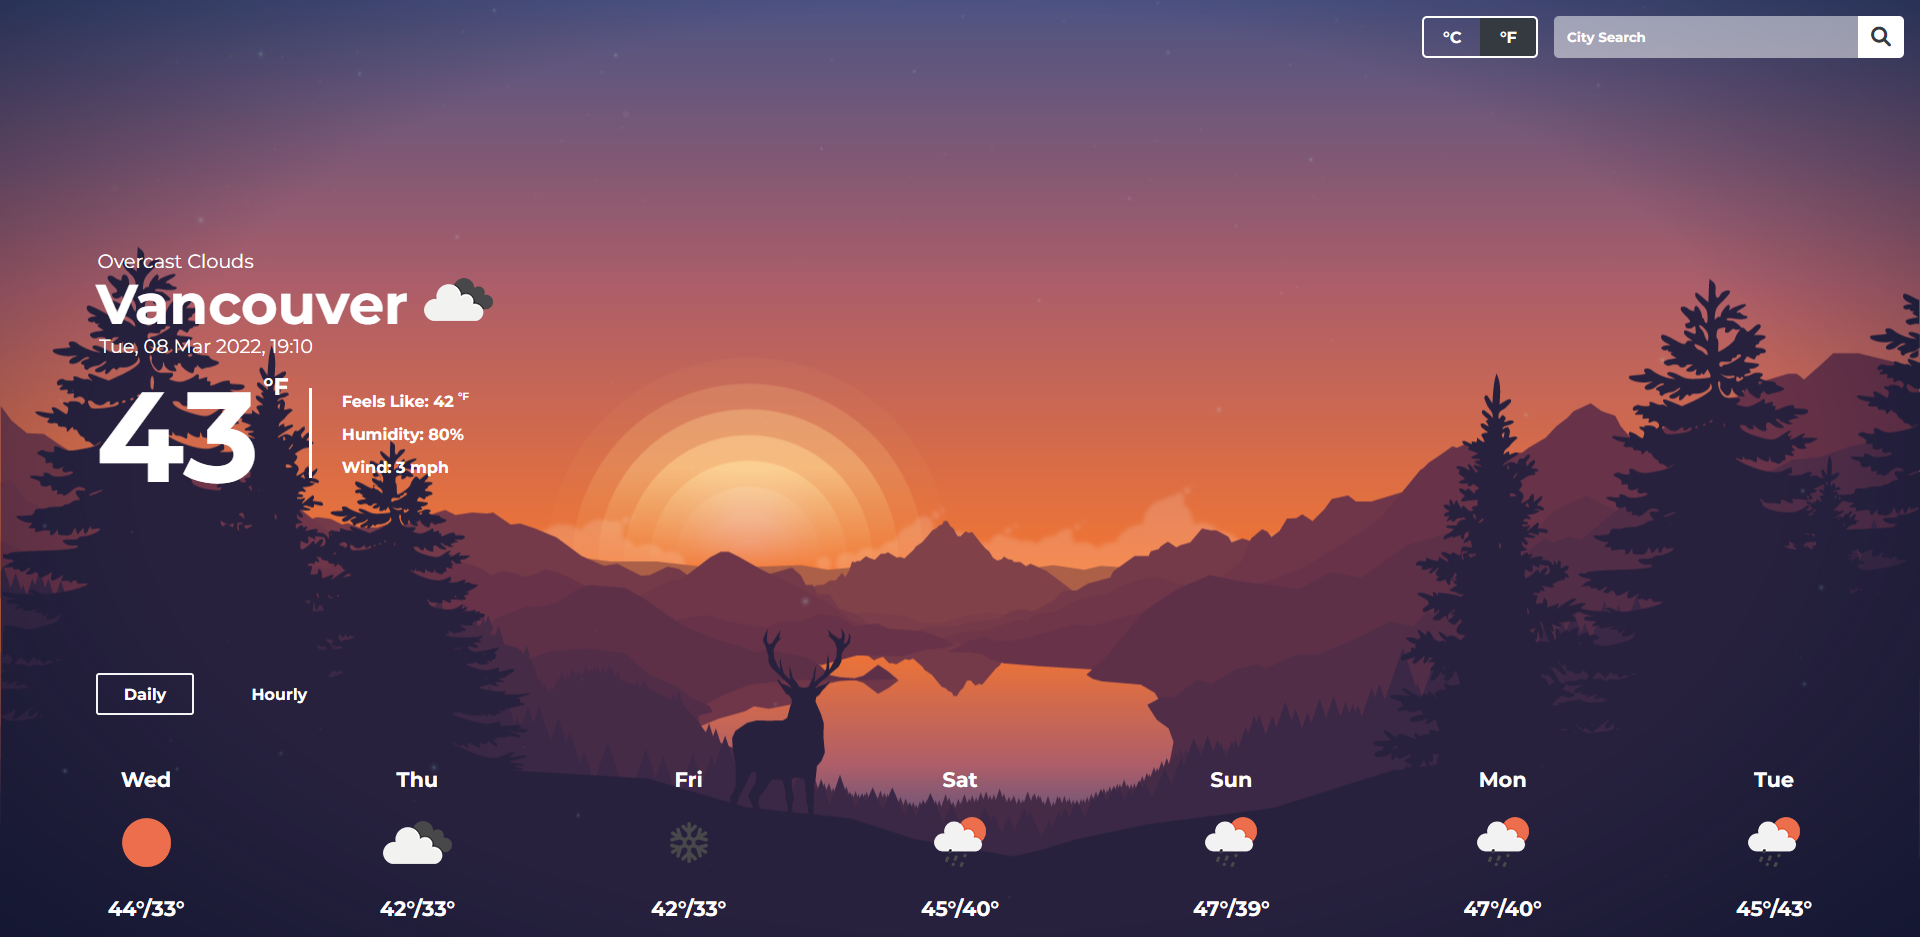 °C °F City Search
Overcast Clouds
Vancouver
Tue, 08 Mar 2022, 19:10
43 °F
Feels Like: 42 °F
Humidity: 80%
Wind: 3 mph
Daily Hourly
Wed Thu Fri Sat Sun Mon Tue
44°/33° 42°/33° 42°/33° 45°/40° 47°/39° 47°/40° 45°/43°